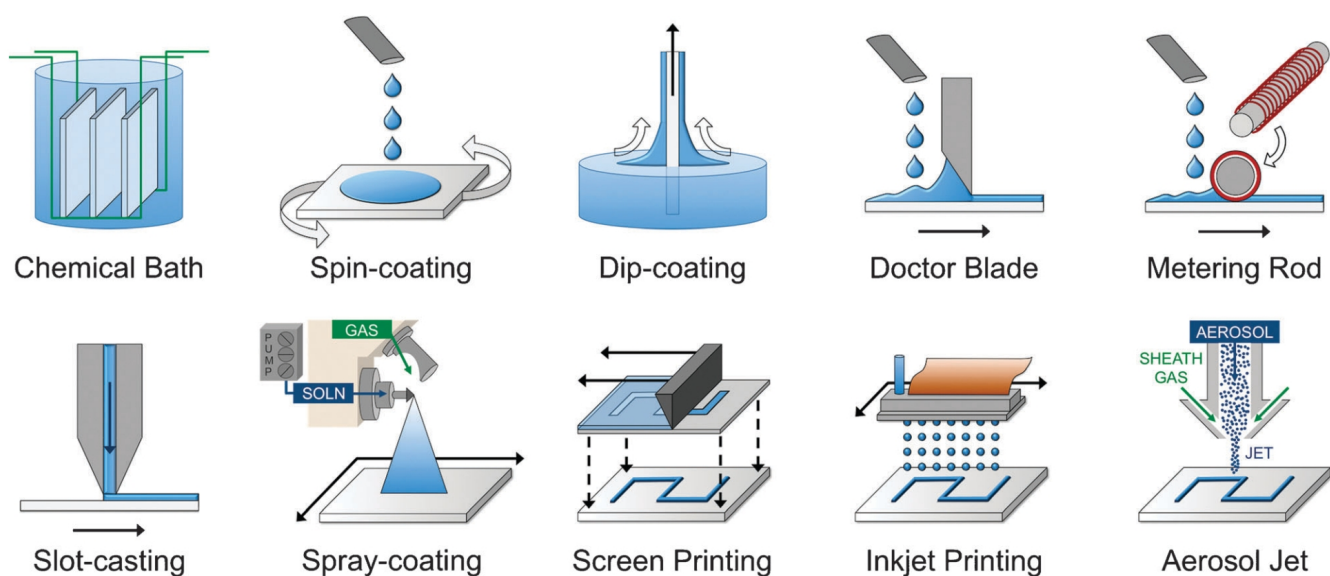 Chemical Bath
Spin-coating
Dip-coating
Doctor Blade
Metering Rod
PUMP
GAS
SOLN
AEROSOL
SHEATH
GAS
JET
Slot-casting
Spray-coating
Screen Printing
Inkjet Printing
Aerosol Jet